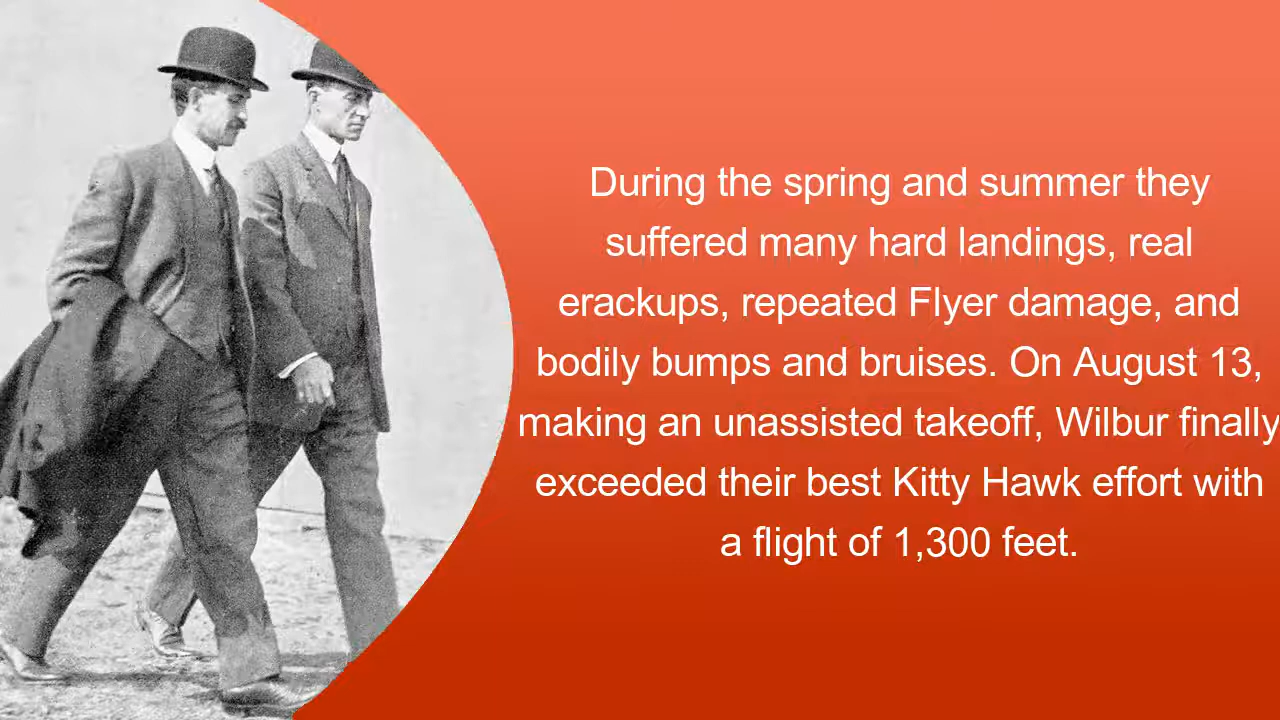 During the spring and summer they
suffered many hard landings, real
erackups, repeated Flyer damage, and
bodily bumps and bruises. On August 13,
making an unassisted takeoff, Wilbur finally
exceeded their best Kitty Hawk effort with
a flight of 1,300 feet.